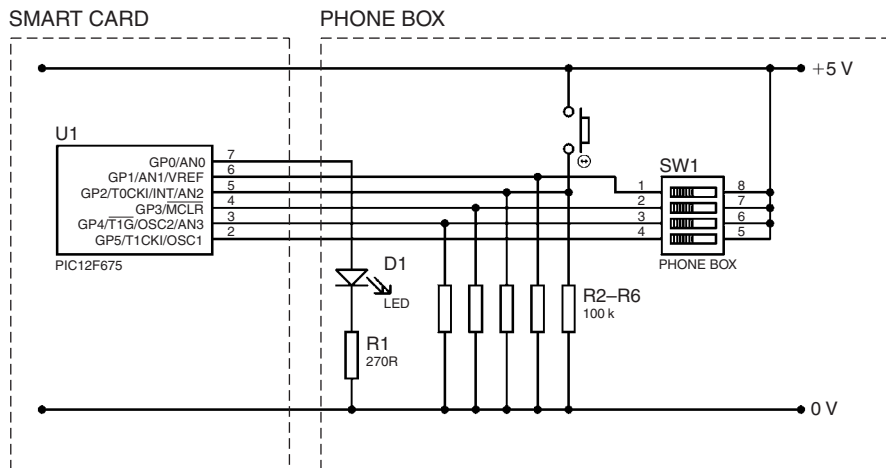 SMART CARD
PHONE BOX
+5 V
U1
GP0/AN0 7
GP1/AN1/VREF 6
GP2/T0CKI/INT/AN2 5
GP3/MCLR 4
GP4/T1G/OSC2/AN3 3
GP5/T1CKI/OSC1 2
PIC12F675
SW1
1 8
2 7
3 6
4 5
PHONE BOX
D1
LED
R1
270R
R2–R6
100 k
0 V